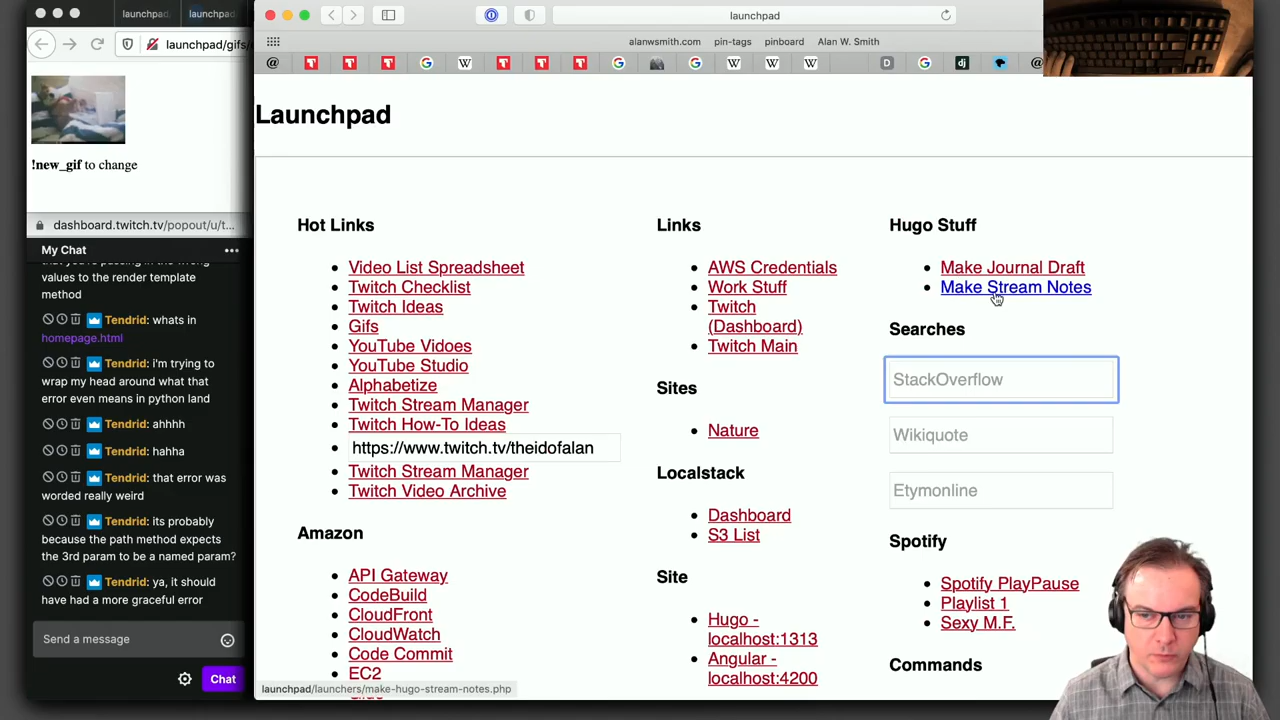 launchpad
launchpad
launchpad/gifs/
!new_gif to change
dashboard.twitch.tv/popout/u/t...
My Chat
that you're passing in the wrong
values to the render template
method
Tendrid: whats in
homepage.html
Tendrid: i'm trying to
wrap my head around what that
error even means in python land
Tendrid: ahhhh
Tendrid: hahha
Tendrid: that error was
worded really weird
Tendrid: its probably
because the path method expects
the 3rd param to be a named param?
Tendrid: ya, it should
have had a more graceful error
Send a message
Chat
launchpad
alanwsmith.com
pin-tags
pinboard
Alan W. Smith
Launchpad
Hot Links
Video List Spreadsheet
Twitch Checklist
Twitch Ideas
Gifs
YouTube Vidoes
YouTube Studio
Alphabetize
Twitch Stream Manager
Twitch How-To Ideas
https://www.twitch.tv/theidofalan
Twitch Stream Manager
Twitch Video Archive
Amazon
API Gateway
CodeBuild
CloudFront
CloudWatch
Code Commit
EC2
launchpad/launchers/make-hugo-stream-notes.php
Links
AWS Credentials
Work Stuff
Twitch
(Dashboard)
Twitch Main
Sites
Nature
Localstack
Dashboard
S3 List
Site
Hugo -
localhost:1313
Angular -
localhost:4200
Hugo Stuff
Make Journal Draft
Make Stream Notes
Searches
StackOverflow
Wikiquote
Etymonline
Spotify
Spotify PlayPause
Playlist 1
Sexy M.F.
Commands